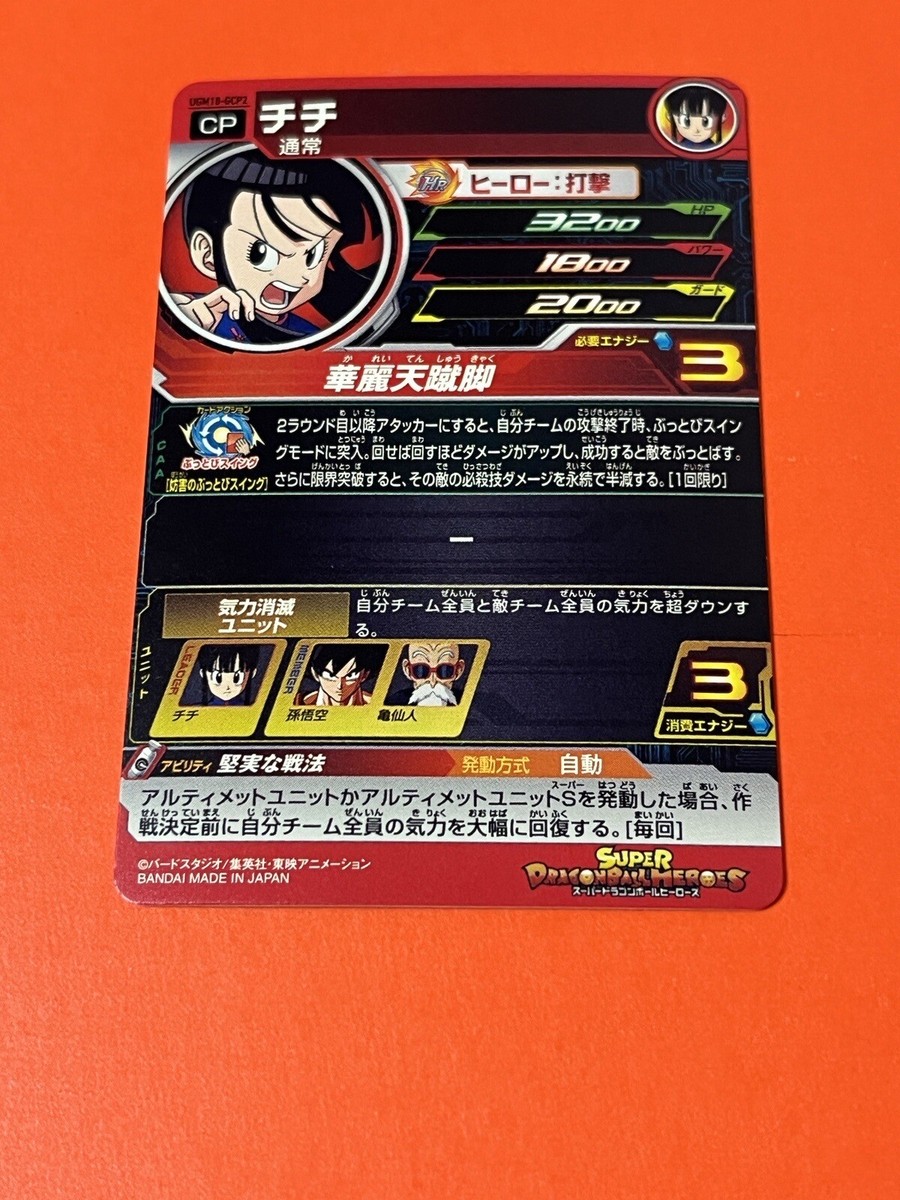 UGM10-GCP2
CP チチ
通常
HR ヒーロー:打撃
HP
3200
パワー
1800
ガード
2000
必要エナジー 3
か れい てん しゅう きゃく
華麗天蹴脚
CAA
カードアクション
ぶっとびスイング
[妨害のぶっとびスイング]
2ラウンド目以降アタッカーにすると、自分チームの攻撃終了時、ぶっとびスイン
グモードに突入。回せば回すほどダメージがアップし、成功すると敵をぶっとばす。
さらに限界突破すると、その敵の必殺技ダメージを永続で半減する。[1回限り]
ー
ユニット
気力消滅
ユニット
自分チーム全員と敵チーム全員の気力を超ダウンす
る。
LEADER
チチ
MEMBER
孫悟空
亀仙人
3
消費エナジー
アビリティ 堅実な戦法
発動方式 自動
アルティメットユニットかアルティメットユニットSを発動した場合、作
戦決定前に自分チーム全員の気力を大幅に回復する。[毎回]
©バードスタジオ/集英社・東映アニメーション
BANDAI MADE IN JAPAN
SUPER
DRAGONBALL HEROES
スーパードラゴンボールヒーローズ